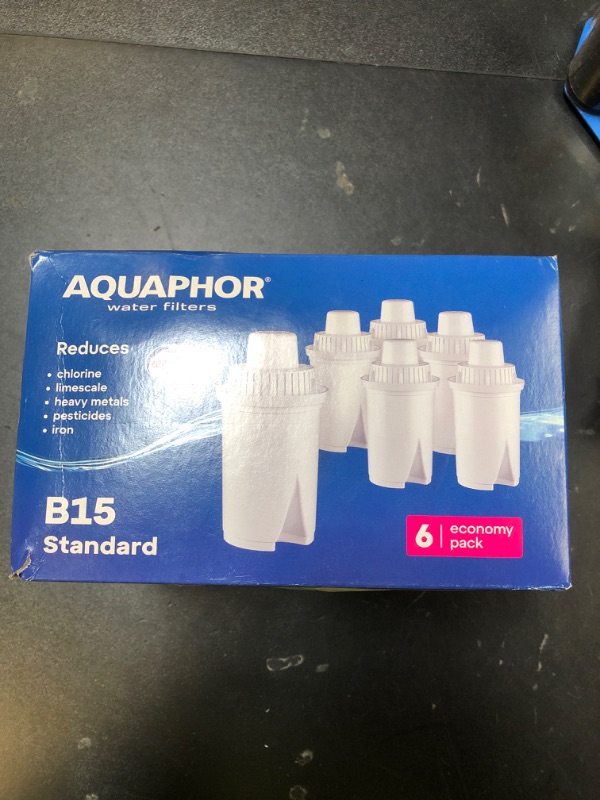 AQUAPHOR®
water filters
Reduces
• chlorine
• limescale
• heavy metals
• pesticides
• iron
B15
Standard
6 | economy
pack